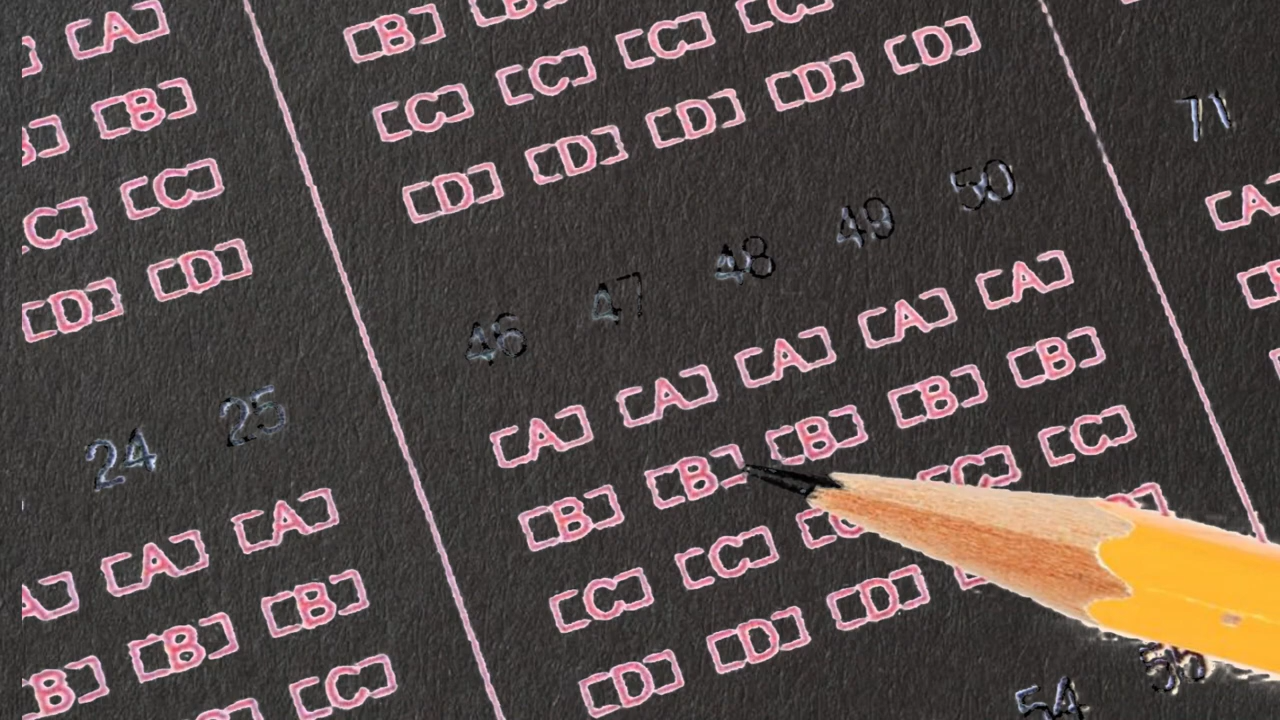 [A]
[B]
[C] [C]
[D] [D]
24 25
[A] [A] [A]
[B] [B] [B]
[C]
[B] [B]
[C] [C] [C] [C]
[D] [D] [D] [D] [D]
46 47 48 49 50
[A] [A] [A] [A] [A]
[B] [B] [B] [B] [B]
[C] [C] [C] [C] [C]
[D] [D] [D]
54
71
[A]